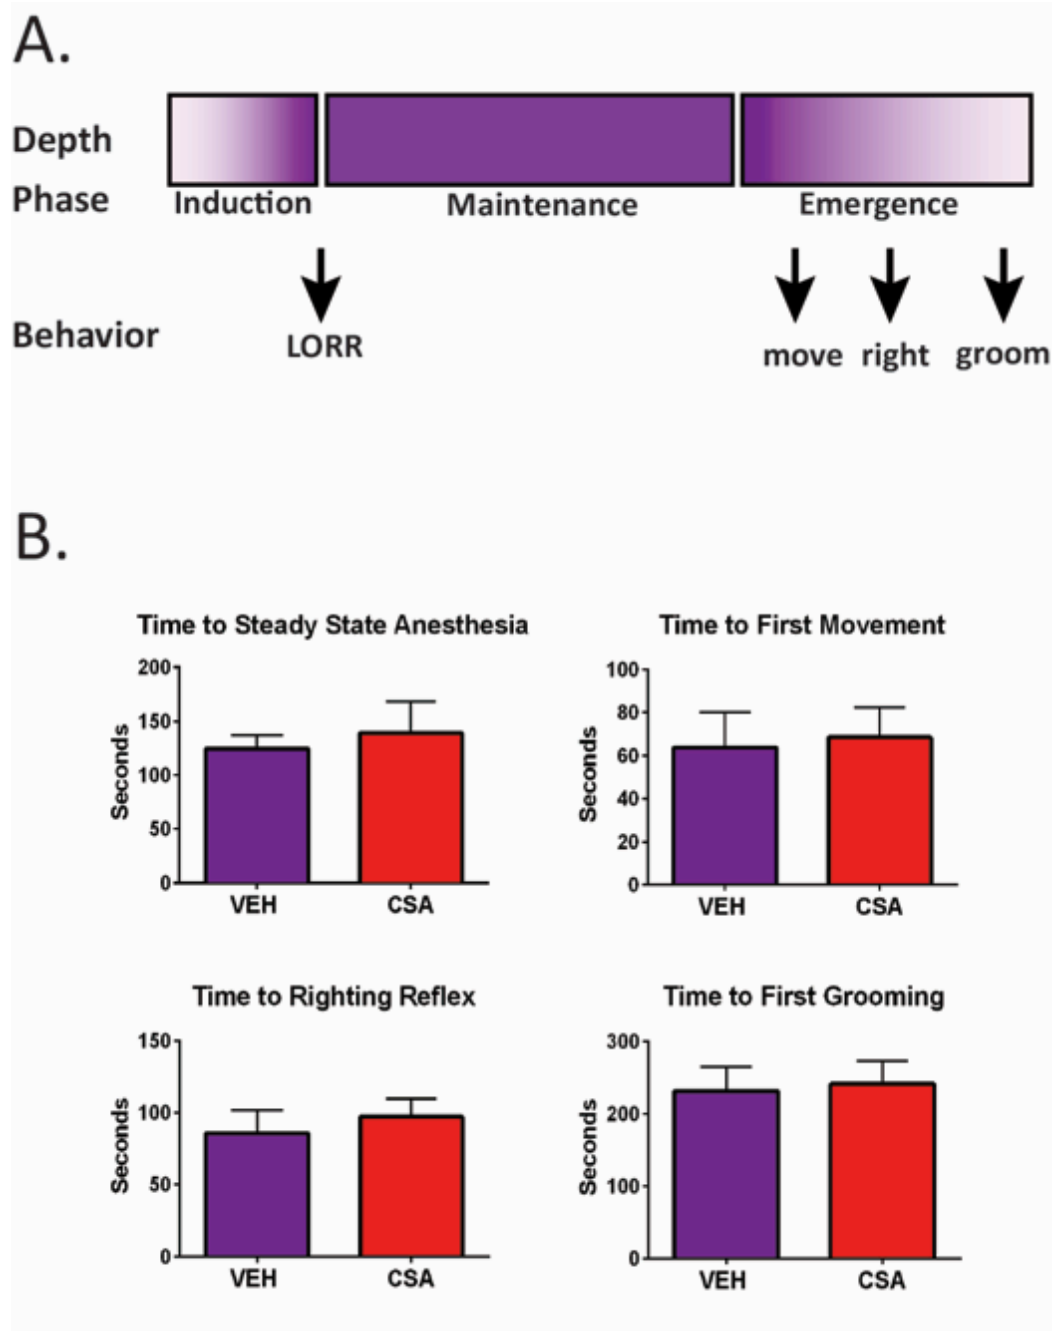 A.
Depth
Phase
Induction Maintenance Emergence
Behavior
LORR
move right groom
B.
Time to Steady State Anesthesia
Seconds
200
150
100
50
0
VEH CSA
Time to First Movement
Seconds
100
80
60
40
20
0
VEH CSA
Time to Righting Reflex
Seconds
150
100
50
0
VEH CSA
Time to First Grooming
Seconds
300
200
100
0
VEH CSA